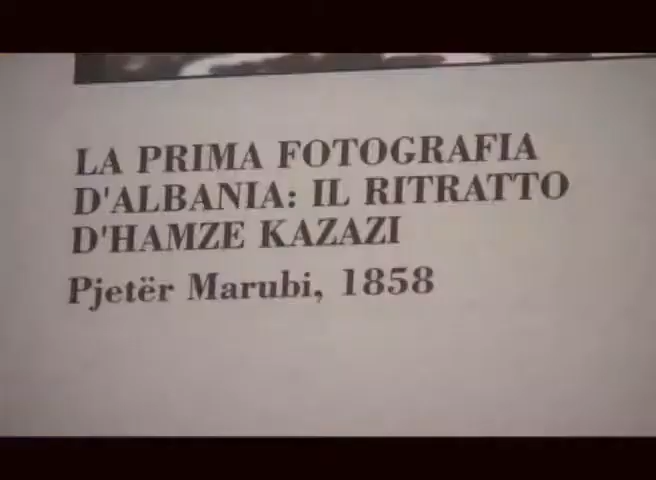 LA PRIMA FOTOGRAFIA
D'ALBANIA: IL RITRATTO
D'HAMZE KAZAZI
Pjetër Marubi, 1858